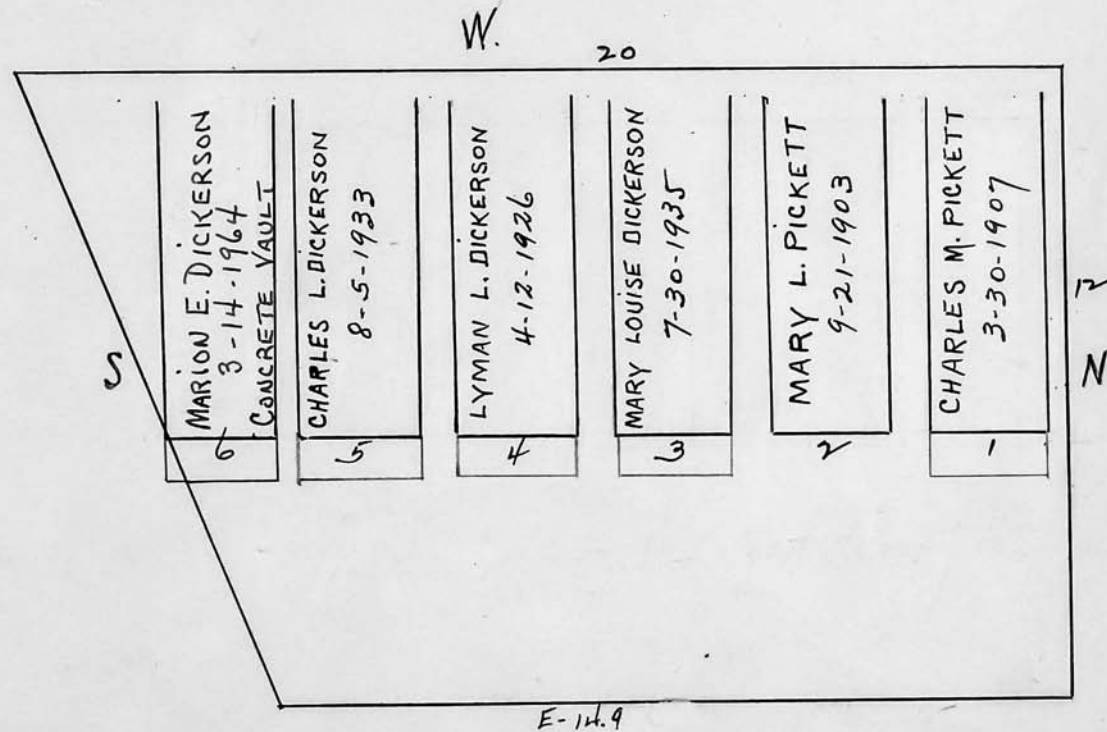 W.
20
S
MARION E. DICKERSON
3-14-1964
CONCRETE VAULT
6
CHARLES L. DICKERSON
8-5-1933
5
LYMAN L. DICKERSON
4-12-1926
4
MARY LOUISE DICKERSON
7-30-1935
3
MARY L. PICKETT
9-21-1903
2
CHARLES M. PICKETT
3-30-1907
1
12
N
E-14.9